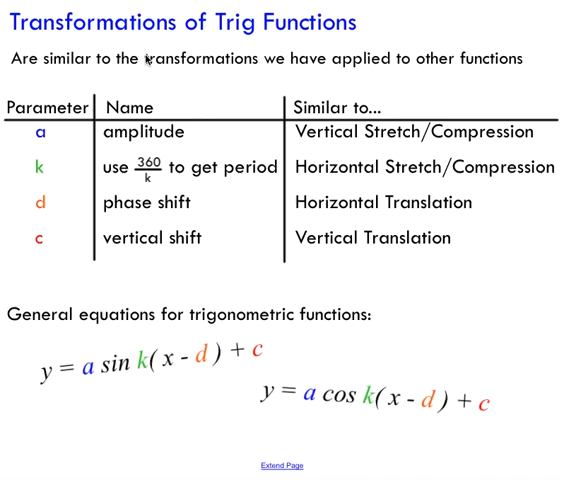 Transformations of Trig Functions
Are similar to the transformations we have applied to other functions
Parameter Name Similar to...
a amplitude Vertical Stretch/Compression
k use 360/k to get period Horizontal Stretch/Compression
d phase shift Horizontal Translation
c vertical shift Vertical Translation
General equations for trigonometric functions:
y = a sin k(x - d) + c
y = a cos k(x - d) + c
Extend Page